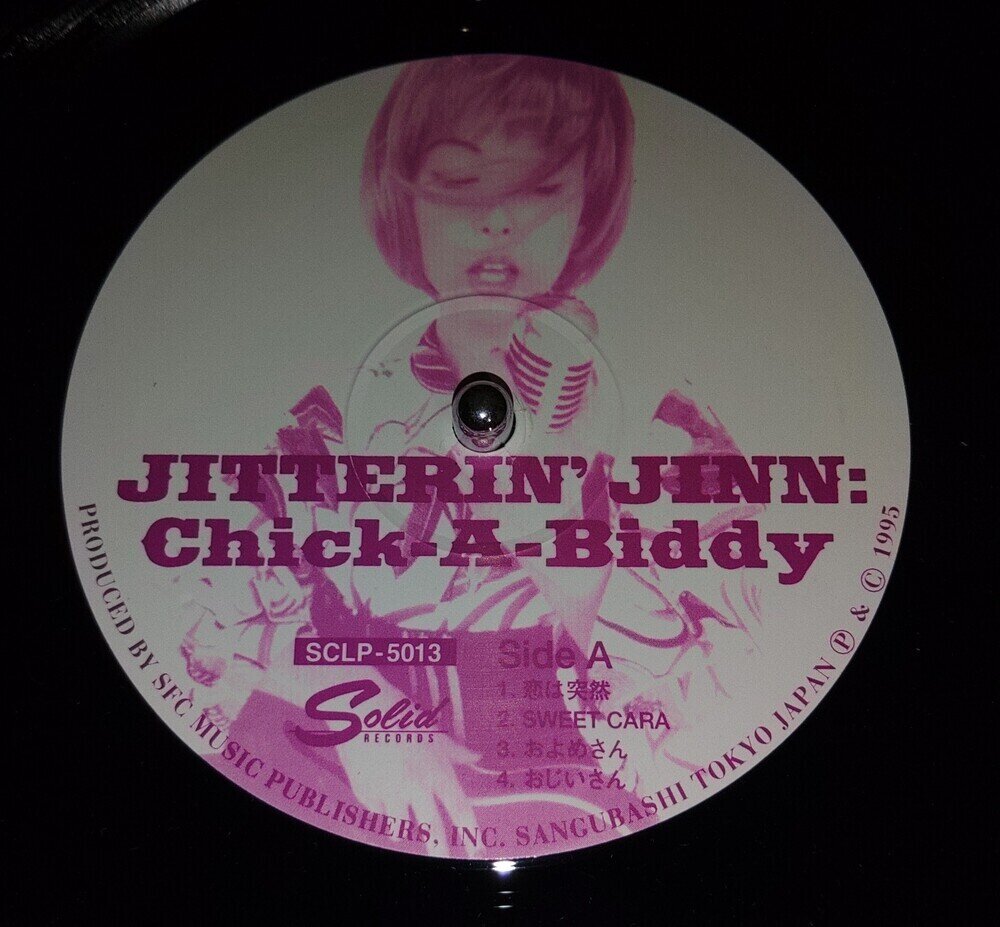 JITTERIN' JINN:
Chick-A-Biddy
SCLP-5013
Solid
RECORDS
Side A
1. 恋は突然
2. SWEET CARA
3. およめさん
4. おじいさん
PRODUCED BY SFC MUSIC PUBLISHERS, INC. SANGUBASHI TOKYO JAPAN Ⓟ & © 1995